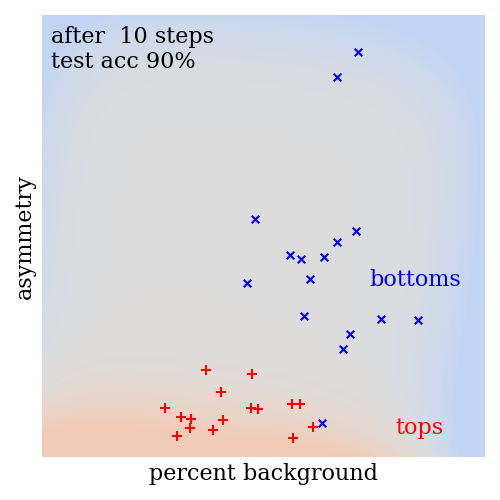 after  10 steps
test acc 90%
asymmetry
bottoms
tops
percent background